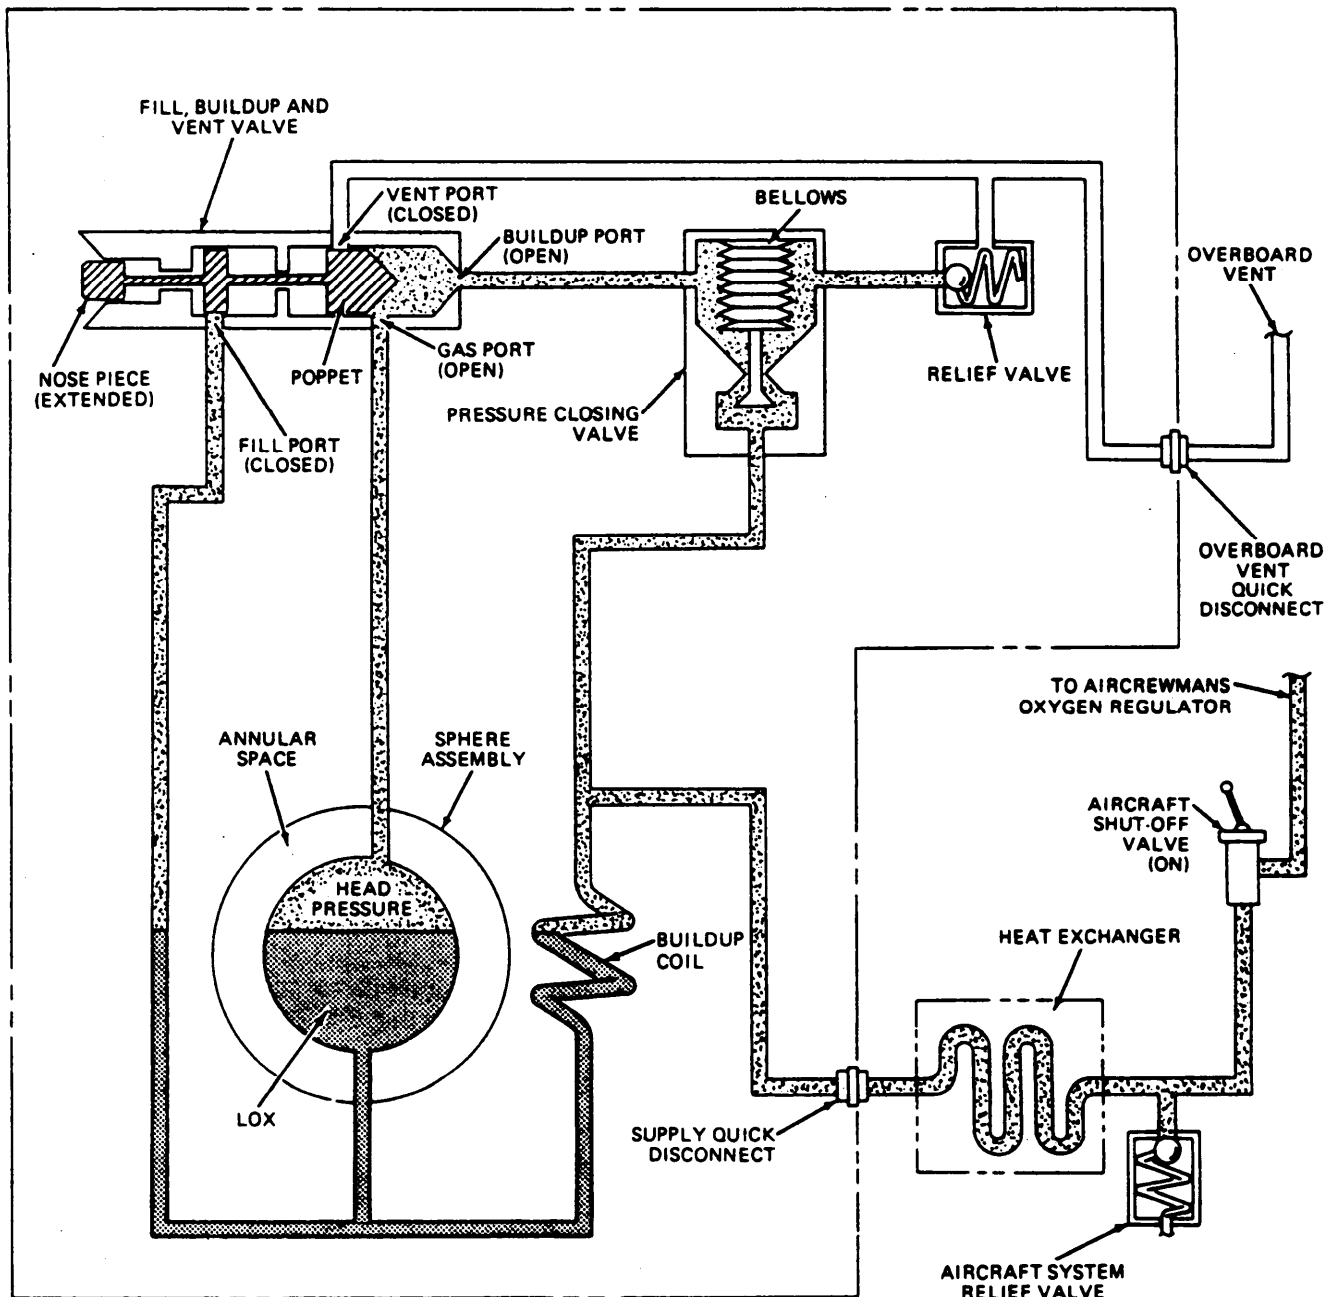 FILL, BUILDUP AND
VENT VALVE
VENT PORT
(CLOSED)
BELLOWS
BUILDUP PORT
(OPEN)
OVERBOARD
VENT
NOSE PIECE
(EXTENDED)
POPPET
GAS PORT
(OPEN)
RELIEF VALVE
PRESSURE CLOSING
VALVE
FILL PORT
(CLOSED)
OVERBOARD
VENT
QUICK
DISCONNECT
TO AIRCREWMANS
OXYGEN REGULATOR
ANNULAR
SPACE
SPHERE
ASSEMBLY
AIRCRAFT
SHUT-OFF
VALVE
(ON)
HEAD
PRESSURE
BUILDUP
COIL
HEAT EXCHANGER
LOX
SUPPLY QUICK
DISCONNECT
AIRCRAFT SYSTEM
RELIEF VALVE